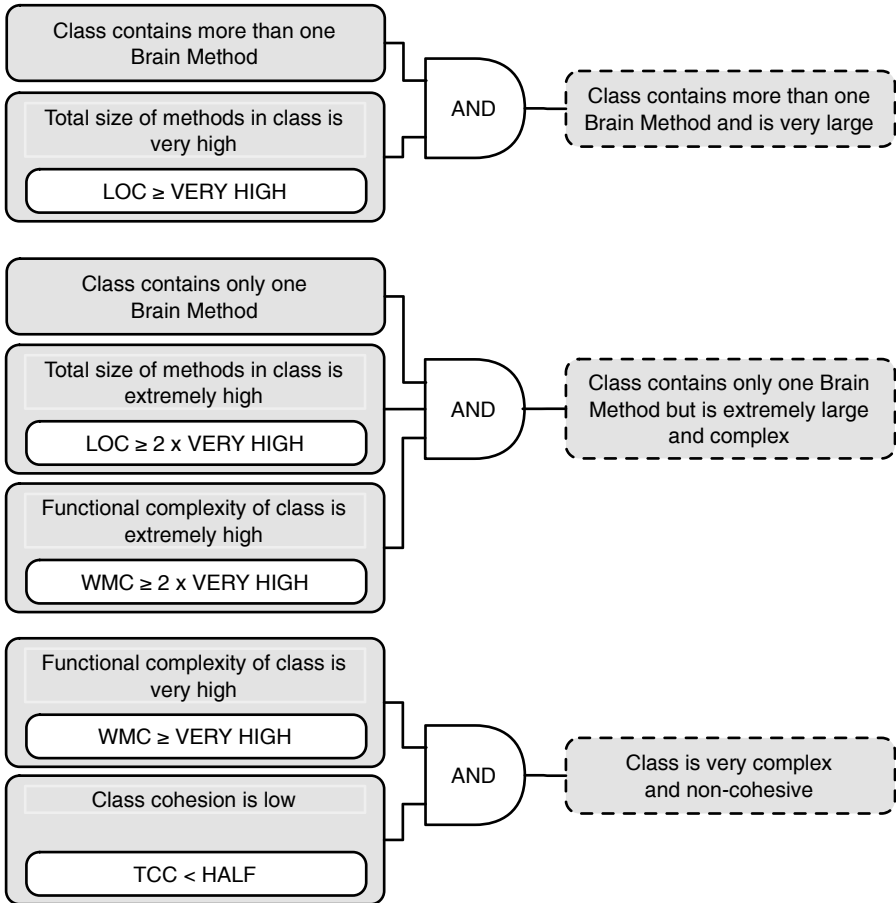 Class contains more than one
Brain Method
Total size of methods in class is
very high
LOC ≥ VERY HIGH
AND
Class contains more than one
Brain Method and is very large
Class contains only one
Brain Method
Total size of methods in class is
extremely high
LOC ≥ 2 x VERY HIGH
Functional complexity of class is
extremely high
WMC ≥ 2 x VERY HIGH
AND
Class contains only one Brain
Method but is extremely large
and complex
Functional complexity of class is
very high
WMC ≥ VERY HIGH
Class cohesion is low
TCC < HALF
AND
Class is very complex
and non-cohesive